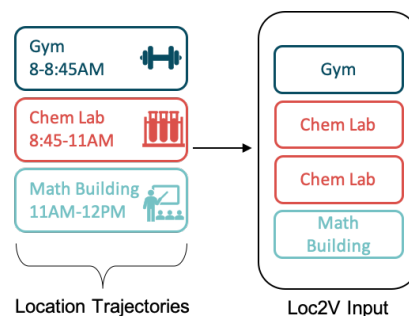 Gym
8-8:45AM
Chem Lab
8:45-11AM
Math Building
11AM-12PM
Location Trajectories
Gym
Chem Lab
Chem Lab
Math
Building
Loc2V Input